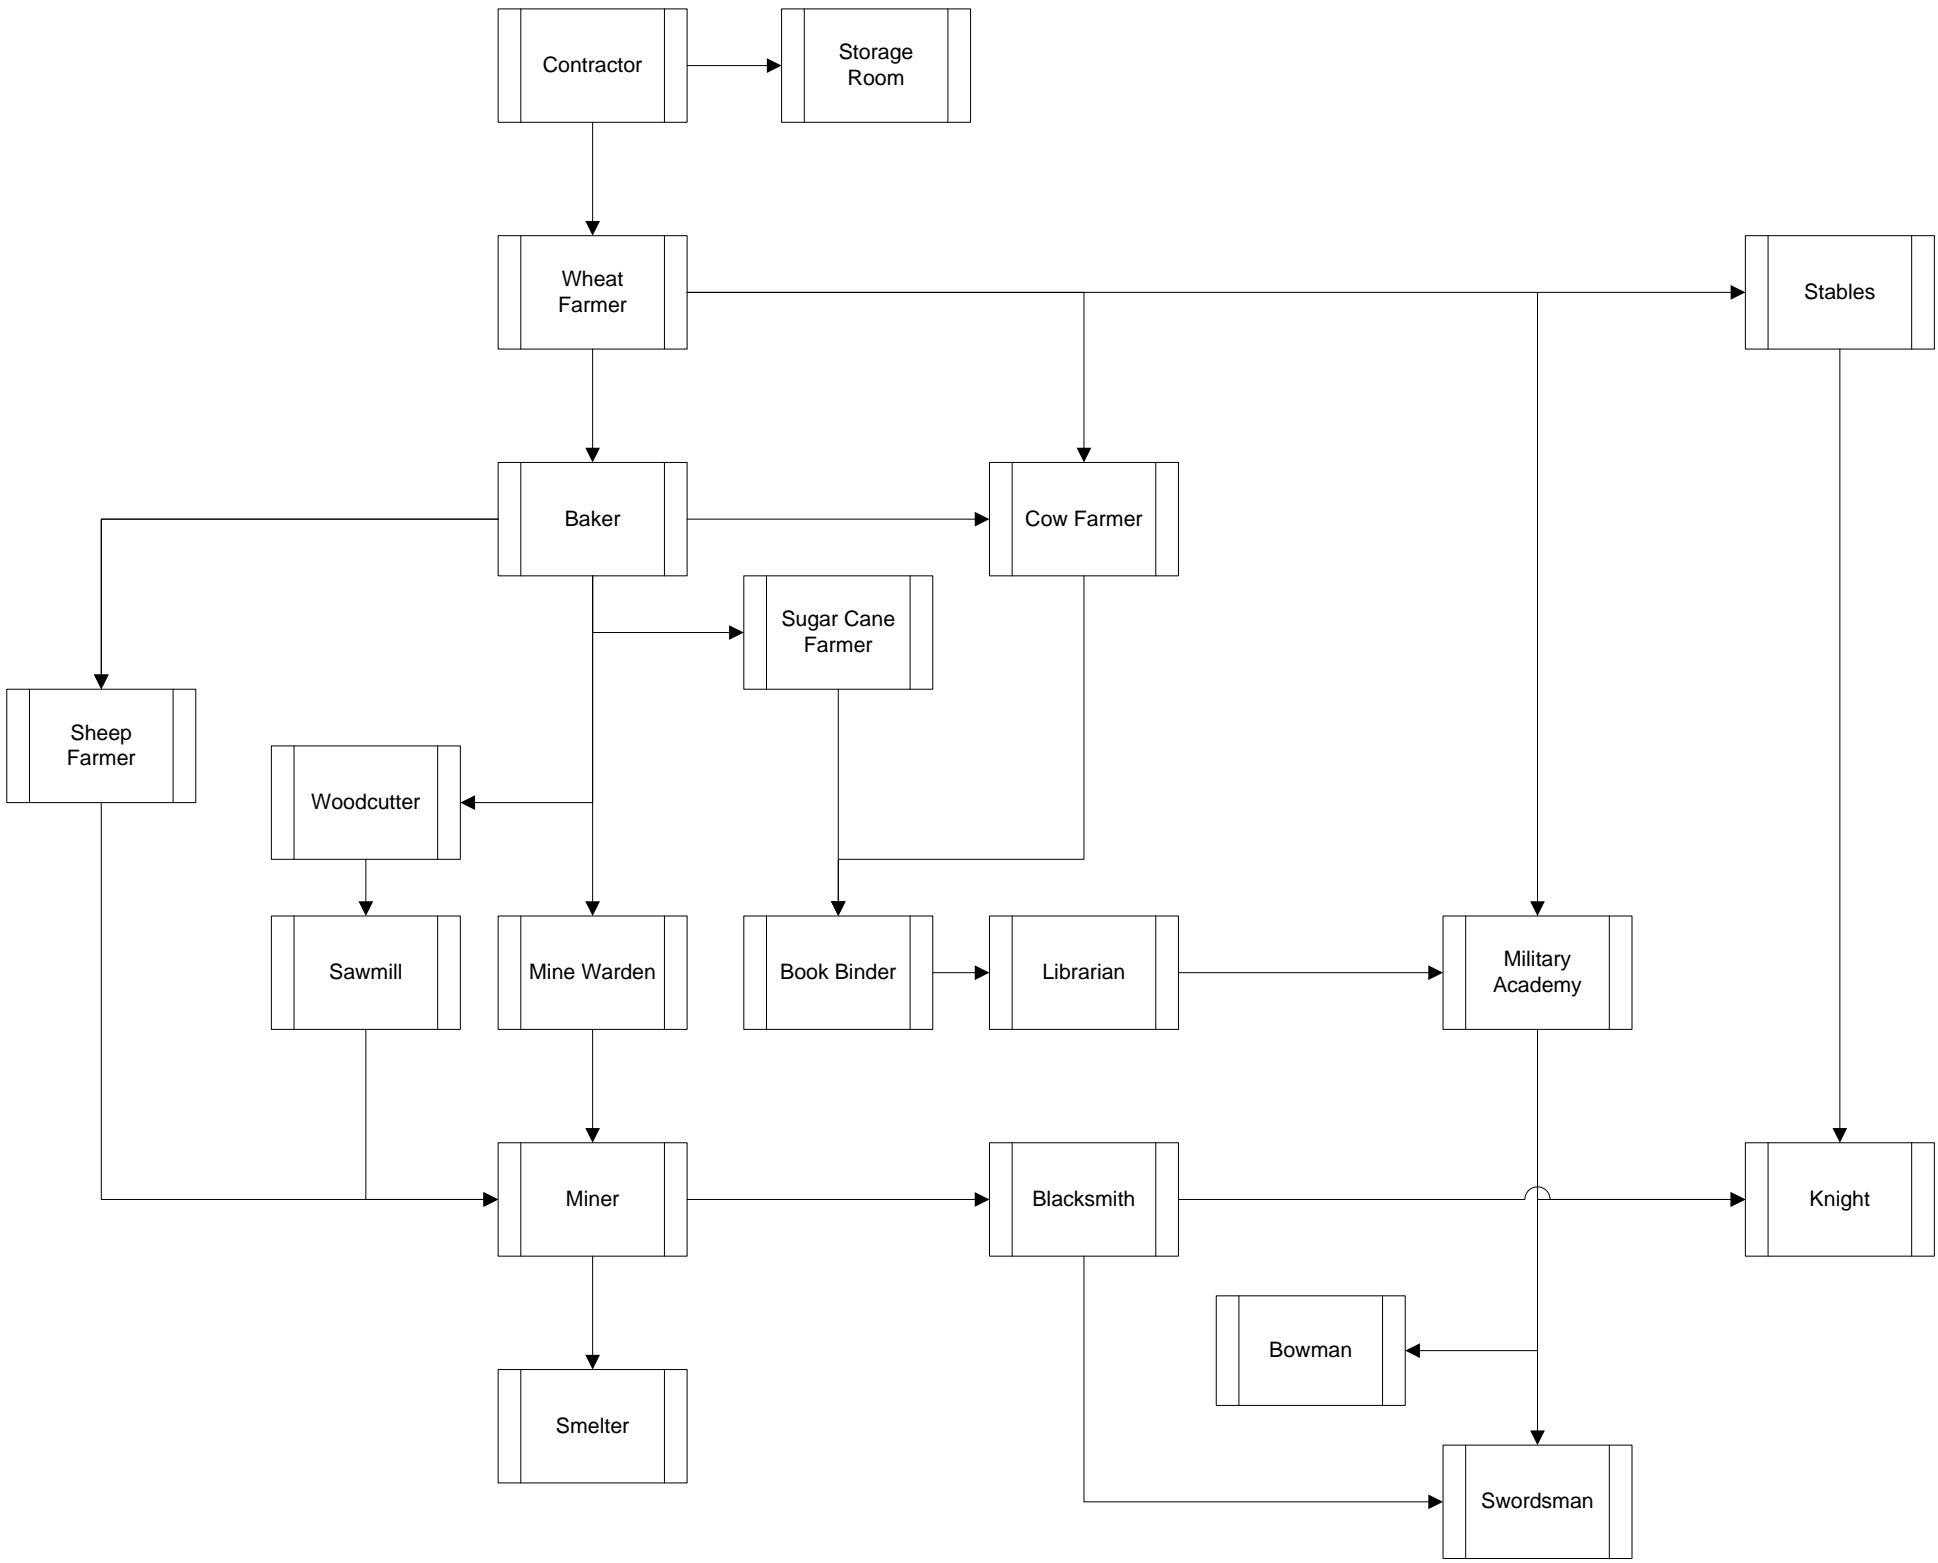 Contractor
Storage
Room
Wheat
Farmer
Stables
Baker
Cow Farmer
Sugar Cane
Farmer
Sheep
Farmer
Woodcutter
Sawmill
Mine Warden
Book Binder
Librarian
Military
Academy
Miner
Blacksmith
Knight
Bowman
Smelter
Swordsman